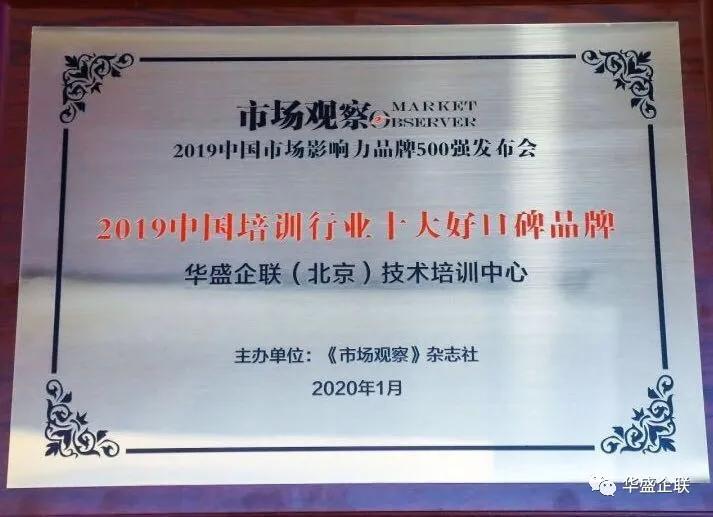 市场观察 MARKET OBSERVER
2019中国市场影响力品牌500强发布会
2019中国培训行业十大好口碑品牌
华盛企联（北京）技术培训中心
主办单位：《市场观察》杂志社
2020年1月
华盛企联